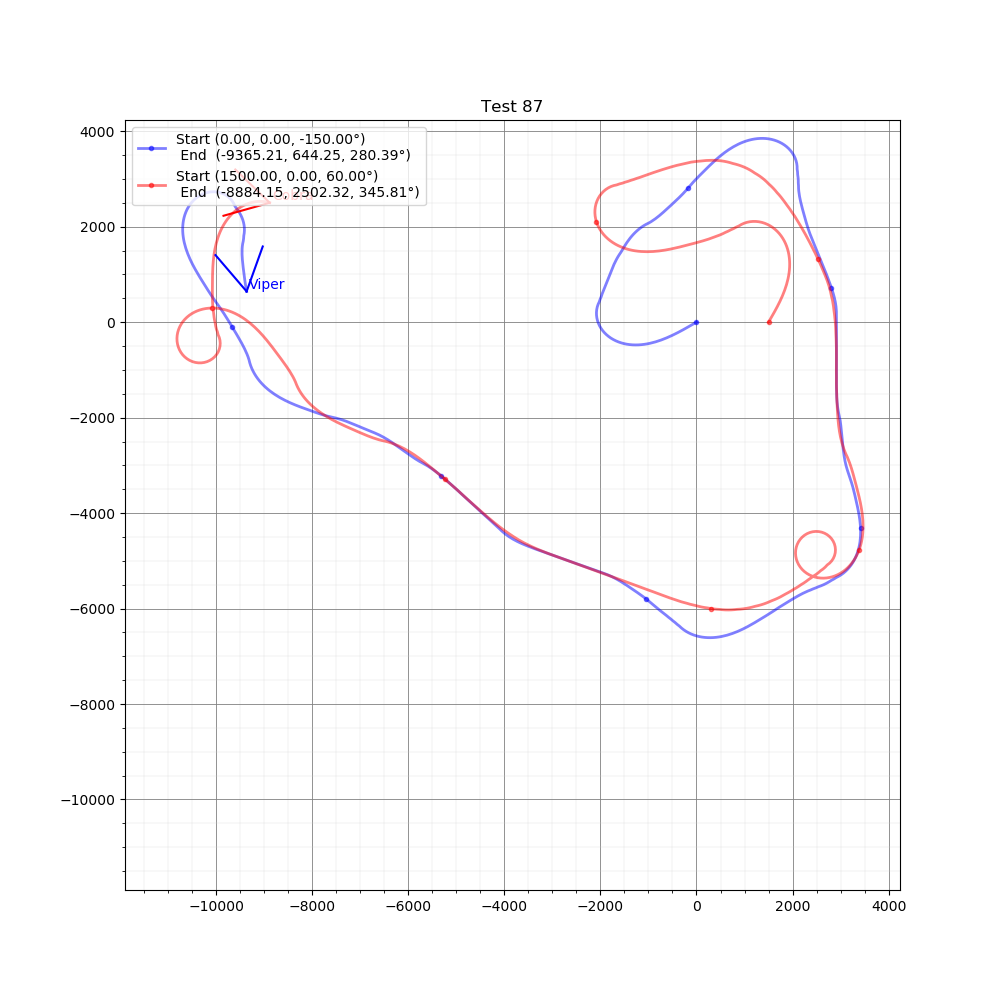 Test 87
Start (0.00, 0.00, -150.00°)
End (-9365.21, 644.25, 280.39°)
Start (1500.00, 0.00, 60.00°)
End (-8884.15, 2502.32, 345.81°)
Viper
4000
2000
0
−2000
−4000
−6000
−8000
−10000
−10000 −8000 −6000 −4000 −2000 0 2000 4000